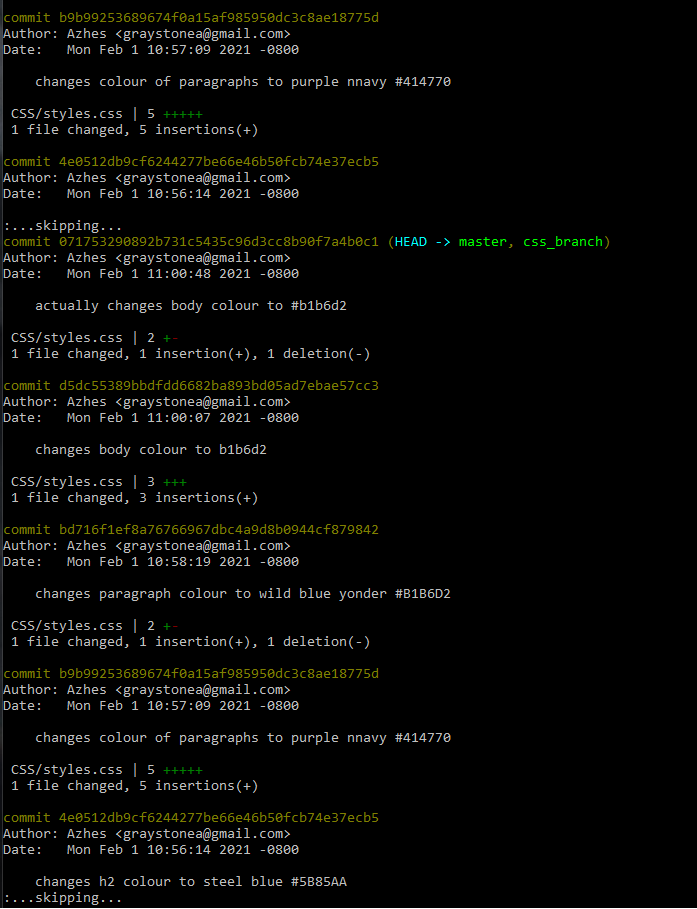 commit b9b99253689674f0a15af985950dc3c8ae18775d
Author: Azhes <graystonea@gmail.com>
Date:   Mon Feb 1 10:57:09 2021 -0800
changes colour of paragraphs to purple nnavy #414770
CSS/styles.css | 5 +++++
1 file changed, 5 insertions(+)
commit 4e0512db9cf6244277be66e46b50fcb74e37ecb5
Author: Azhes <graystonea@gmail.com>
Date:   Mon Feb 1 10:56:14 2021 -0800
:...skipping...
commit 071753290892b731c5435c96d3cc8b90f7a4b0c1 (HEAD -> master, css_branch)
Author: Azhes <graystonea@gmail.com>
Date:   Mon Feb 1 11:00:48 2021 -0800
actually changes body colour to #b1b6d2
CSS/styles.css | 2 +-
1 file changed, 1 insertion(+), 1 deletion(-)
commit d5dc55389bbdfdd6682ba893bd05ad7ebae57cc3
Author: Azhes <graystonea@gmail.com>
Date:   Mon Feb 1 11:00:07 2021 -0800
changes body colour to b1b6d2
CSS/styles.css | 3 +++
1 file changed, 3 insertions(+)
commit bd716f1ef8a76766967dbc4a9d8b0944cf879842
Author: Azhes <graystonea@gmail.com>
Date:   Mon Feb 1 10:58:19 2021 -0800
changes paragraph colour to wild blue yonder #B1B6D2
CSS/styles.css | 2 +-
1 file changed, 1 insertion(+), 1 deletion(-)
commit b9b99253689674f0a15af985950dc3c8ae18775d
Author: Azhes <graystonea@gmail.com>
Date:   Mon Feb 1 10:57:09 2021 -0800
changes colour of paragraphs to purple nnavy #414770
CSS/styles.css | 5 +++++
1 file changed, 5 insertions(+)
commit 4e0512db9cf6244277be66e46b50fcb74e37ecb5
Author: Azhes <graystonea@gmail.com>
Date:   Mon Feb 1 10:56:14 2021 -0800
changes h2 colour to steel blue #5B85AA
:...skipping...